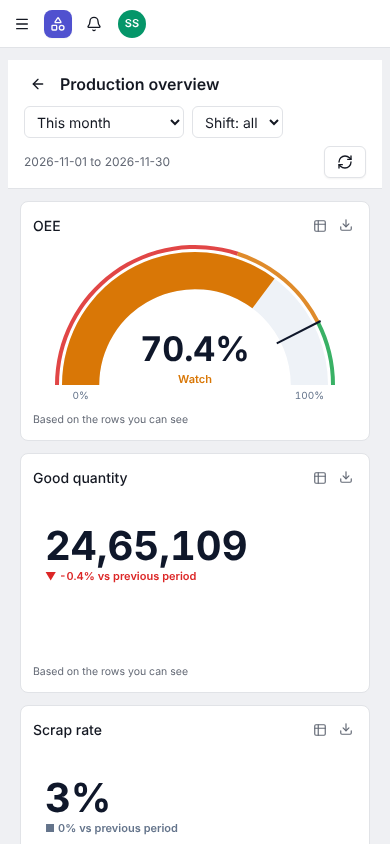 SS
Production overview
This month
Shift: all
2026-11-01 to 2026-11-30
OEE
70.4%
Watch
0%
100%
Based on the rows you can see
Good quantity
24,65,109
▼ -0.4% vs previous period
Based on the rows you can see
Scrap rate
3%
■ 0% vs previous period